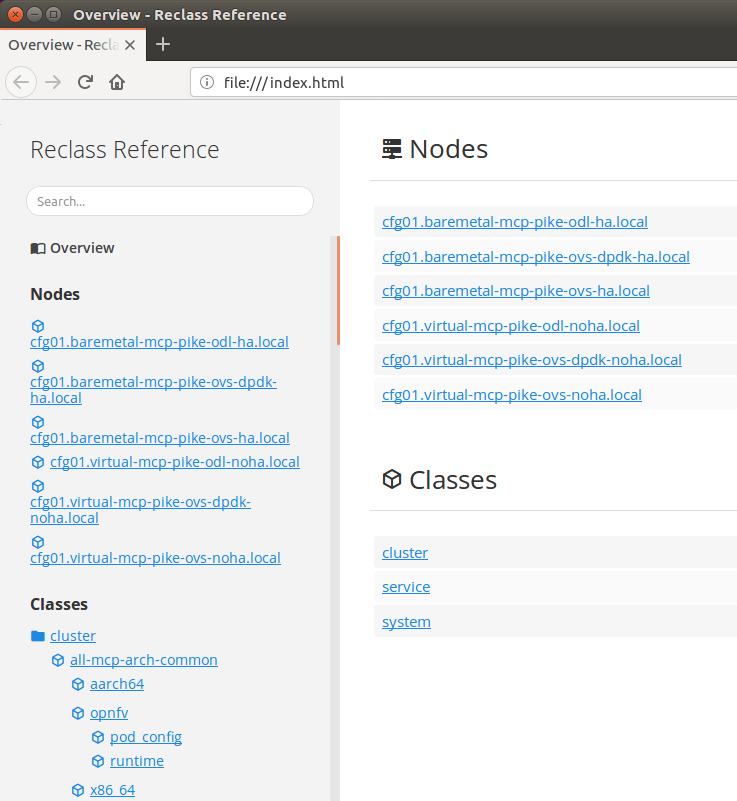 Overview - Reclass Reference
Overview - Recla
file:///index.html
Reclass Reference
Search...
Overview
Nodes
cfg01.baremetal-mcp-pike-odl-ha.local
cfg01.baremetal-mcp-pike-ovs-dpdk-
ha.local
cfg01.baremetal-mcp-pike-ovs-ha.local
cfg01.virtual-mcp-pike-odl-noha.local
cfg01.virtual-mcp-pike-ovs-dpdk-
noha.local
cfg01.virtual-mcp-pike-ovs-noha.local
Classes
cluster
all-mcp-arch-common
aarch64
opnfv
pod_config
runtime
x86_64
Nodes
cfg01.baremetal-mcp-pike-odl-ha.local
cfg01.baremetal-mcp-pike-ovs-dpdk-ha.local
cfg01.baremetal-mcp-pike-ovs-ha.local
cfg01.virtual-mcp-pike-odl-noha.local
cfg01.virtual-mcp-pike-ovs-dpdk-noha.local
cfg01.virtual-mcp-pike-ovs-noha.local
Classes
cluster
service
system